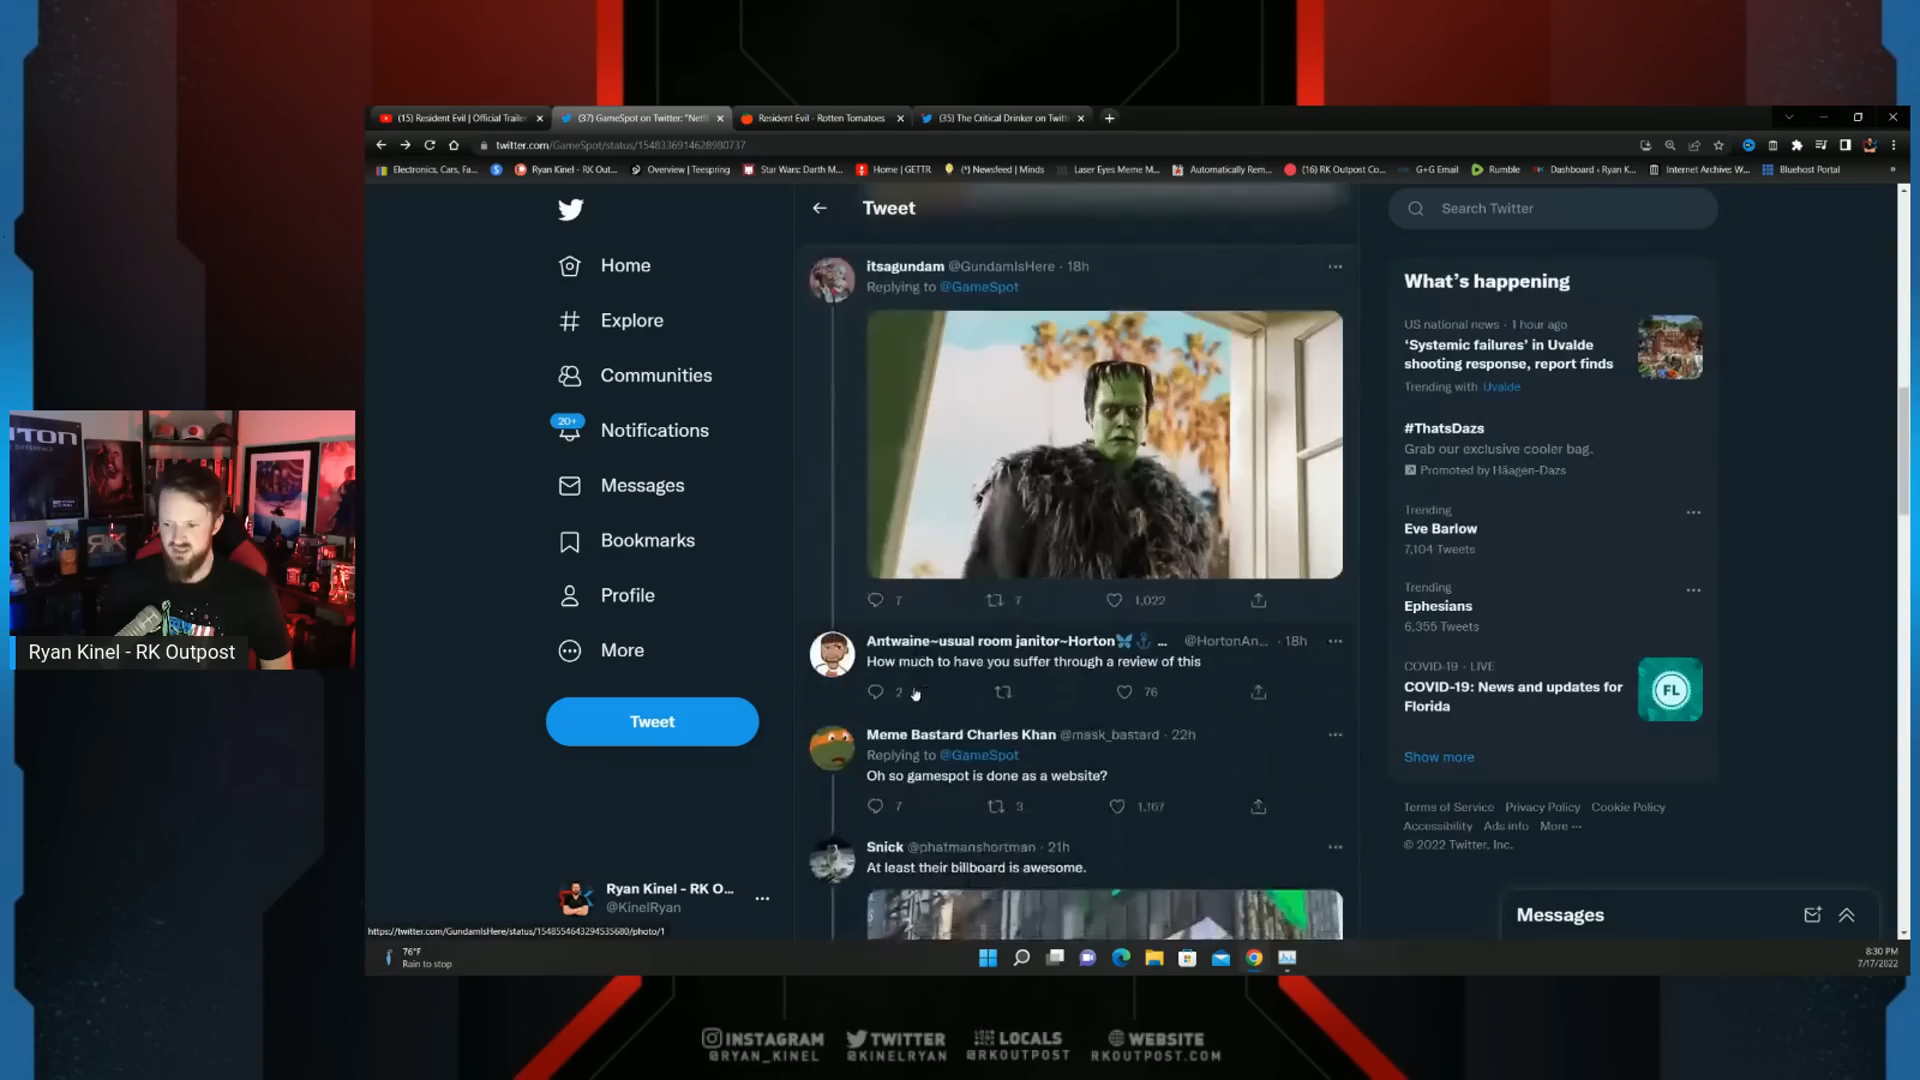 (15) Resident Evil | Official Trailer
(37) GameSpot on Twitter: "Netfl
Resident Evil - Rotten Tomatoes
(35) The Critical Drinker on Twitt
twitter.com/GameSpot/status/1548336914628980737
Electronics, Cars, Fa...
Ryan Kinel - RK Out...
Overview | Teespring
Star Wars: Darth M...
Home | GETTR
(*) Newsfeed | Minds
Laser Eyes Meme M...
Automatically Rem...
(16) RK Outpost Co...
G+G Email
Rumble
Dashboard ‹ Ryan K...
Internet Archive: W...
Bluehost Portal
»
Home
Explore
Communities
20+
Notifications
Messages
Bookmarks
Profile
More
Tweet
Ryan Kinel - RK O...
@KinelRyan
Tweet
itsagundam @GundamIsHere · 18h
Replying to @GameSpot
7
7
1,022
Antwaine~usual room janitor~Horton ... @HortonAn... · 18h
How much to have you suffer through a review of this
2
76
Meme Bastard Charles Khan @mask_bastard · 22h
Replying to @GameSpot
Oh so gamespot is done as a website?
7
3
1,167
Snick @phatmanshortman · 21h
At least their billboard is awesome.
Search Twitter
What's happening
US national news · 1 hour ago
'Systemic failures' in Uvalde
shooting response, report finds
Trending with Uvalde
#ThatsDazs
Grab our exclusive cooler bag.
Promoted by Häagen-Dazs
Trending
Eve Barlow
7,104 Tweets
Trending
Ephesians
6,355 Tweets
COVID-19 · LIVE
COVID-19: News and updates for
Florida
FL
Show more
Terms of Service Privacy Policy Cookie Policy
Accessibility Ads info More ···
© 2022 Twitter, Inc.
Messages
https://twitter.com/GundamIsHere/status/1548554643294535680/photo/1
76°F
Rain to stop
8:30 PM
7/17/2022
RK
Ryan Kinel - RK Outpost
INSTAGRAM
@RYAN_KINEL
TWITTER
@KINELRYAN
LOCALS
@RKOUTPOST
WEBSITE
RKOUTPOST.COM